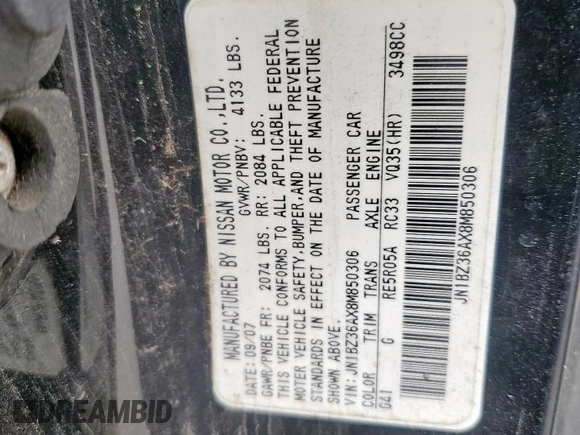 MANUFACTURED BY NISSAN MOTOR CO.,LTD.
DATE: 09/07 GVWR/PNBV: 4133 LBS.
GAWR/PNBE FR: 2074 LBS. RR: 2084 LBS.
THIS VEHICLE CONFORMS TO ALL APPLICABLE FEDERAL
MOTOR VEHICLE SAFETY,BUMPER,AND THEFT PREVENTION
STANDARDS IN EFFECT ON THE DATE OF MANUFACTURE
SHOWN ABOVE.
VIN:JN1BZ36AX8M850306 PASSENGER CAR
COLOR TRIM TRANS AXLE ENGINE
G41 G RE5R05A RC33 VQ35(HR) 3498CC
JN1BZ36AX8M850306
DREAMBID